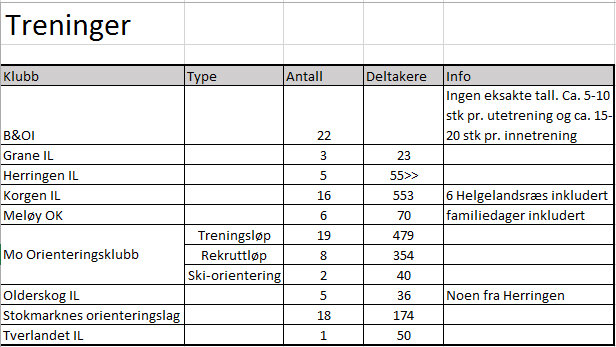 Treninger
Klubb Type Antall Deltakere Info
B&OI 22 Ingen eksakte tall. Ca. 5-10
stk pr. utetrening og ca. 15-
20 stk pr. innetrening
Grane IL 3 23
Herringen IL 5 55>>
Korgen IL 16 553 6 Helgelandsræs inkludert
Meløy OK 6 70 familiedager inkludert
Mo Orienteringsklubb Treningsløp 19 479
Rekruttløp 8 354
Ski-orientering 2 40
Olderskog IL 5 36 Noen fra Herringen
Stokmarknes orienteringslag 18 174
Tverlandet IL 1 50